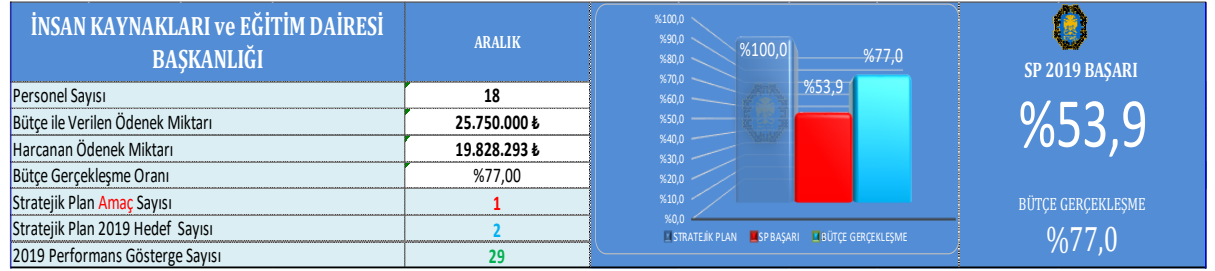 İNSAN KAYNAKLARI ve EĞİTİM DAİRESİ
BAŞKANLIĞI
ARALIK
Personel Sayısı
18
Bütçe ile Verilen Ödenek Miktarı
25.750.000 ₺
Harcanan Ödenek Miktarı
19.828.293 ₺
Bütçe Gerçekleşme Oranı
%77,00
Stratejik Plan Amaç Sayısı
1
Stratejik Plan 2019 Hedef Sayısı
2
2019 Performans Gösterge Sayısı
29
%100,0
%90,0
%80,0
%70,0
%60,0
%50,0
%40,0
%30,0
%20,0
%10,0
%0,0
%100,0
%53,9
%77,0
STRATEJİK PLAN
SP BAŞARI
BÜTÇE GERÇEKLEŞME
SP 2019 BAŞARI
%53,9
BÜTÇE GERÇEKLEŞME
%77,0